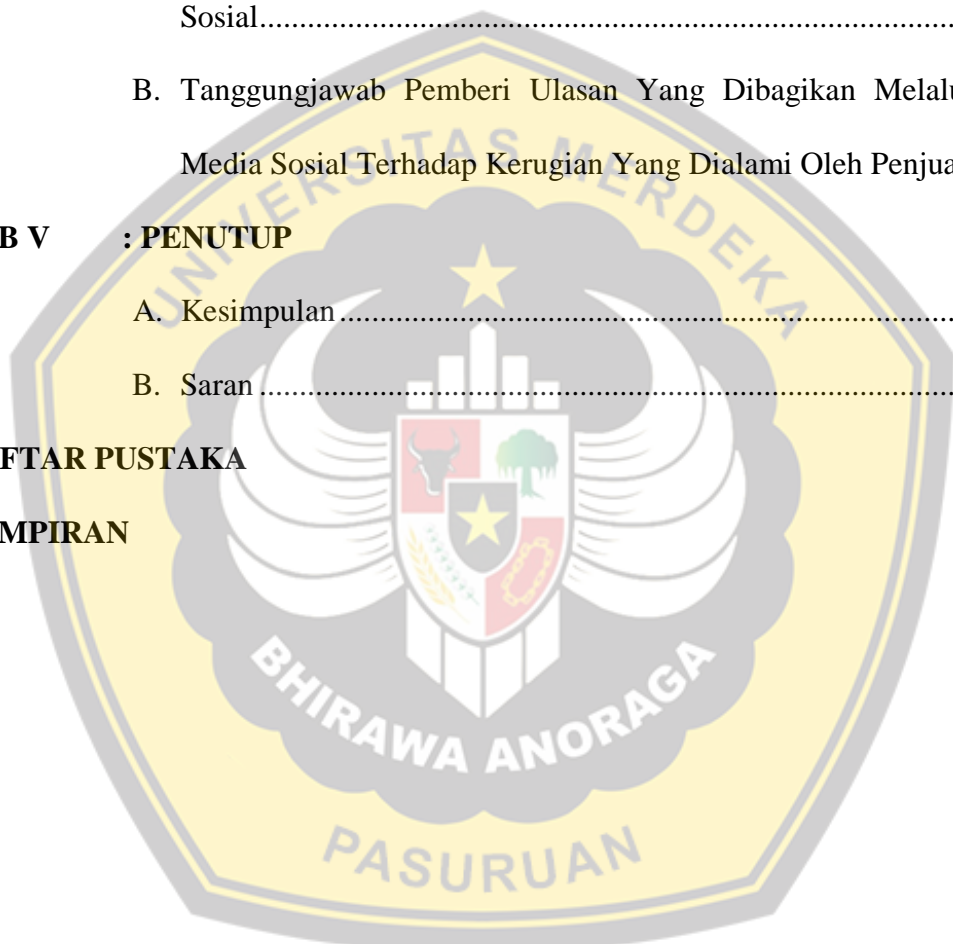 Sosial............................................................................................
B. Tanggungjawab Pemberi Ulasan Yang Dibagikan Melalu
Media Sosial Terhadap Kerugian Yang Dialami Oleh Penjua
B V : PENUTUP
A. Kesimpulan................................................................................
B. Saran ..........................................................................................
FTAR PUSTAKA
MPIRAN
UNIVERSITAS MERDEKA
BHIRAWA ANORAGA
PASURUAN